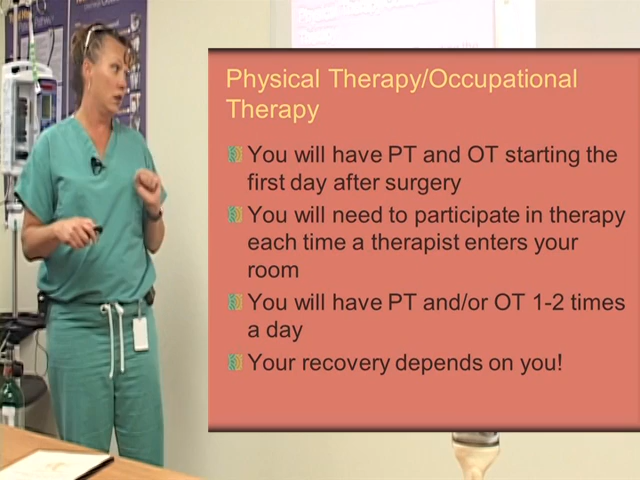 Physical Therapy/Occupational
Therapy
You will have PT and OT starting the
first day after surgery
You will need to participate in therapy
each time a therapist enters your
room
You will have PT and/or OT 1-2 times
a day
Your recovery depends on you!